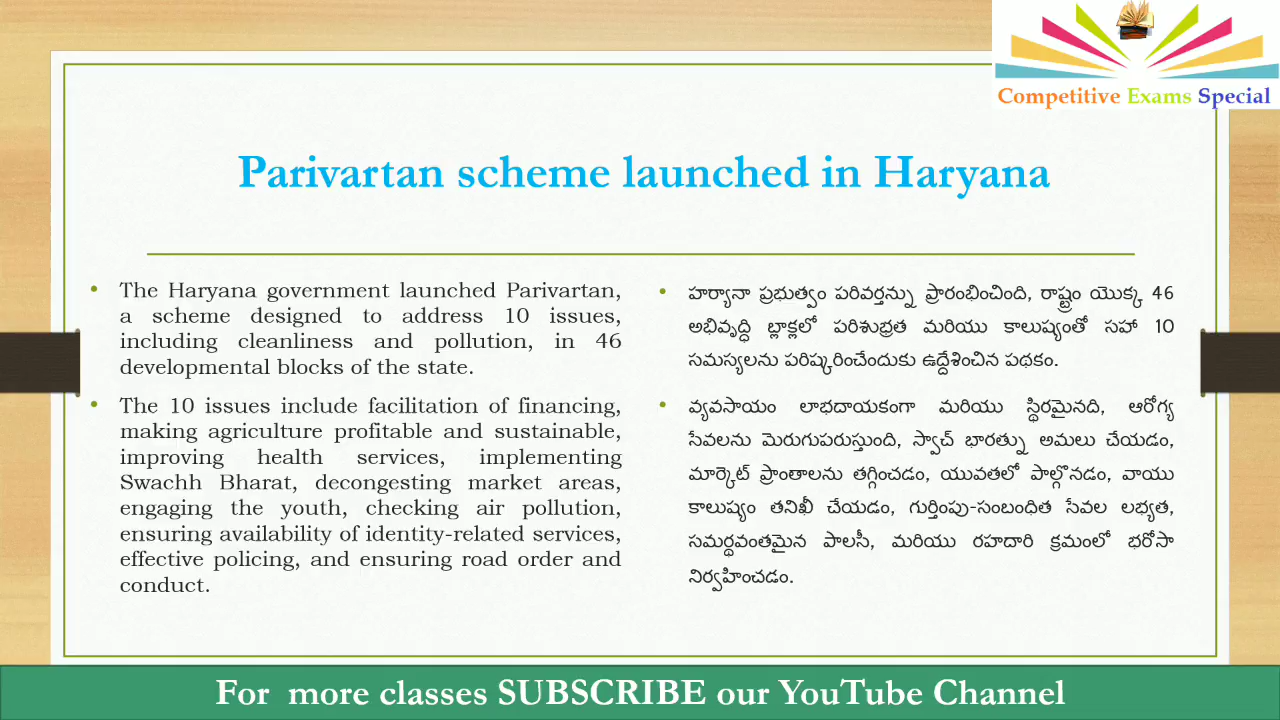 Competitive Exams Special
Parivartan scheme launched in Haryana
• The Haryana government launched Parivartan,
a scheme designed to address 10 issues,
including cleanliness and pollution, in 46
developmental blocks of the state.
• The 10 issues include facilitation of financing,
making agriculture profitable and sustainable,
improving health services, implementing
Swachh Bharat, decongesting market areas,
engaging the youth, checking air pollution,
ensuring availability of identity-related services,
effective policing, and ensuring road order and
conduct.
• హర్యానా ప్రభుత్వం పరివర్తన్ను ప్రారంభించింది, రాష్ట్రం యొక్క 46
అభివృద్ధి బ్లాక్లలో పరిశుభ్రత మరియు కాలుష్యంతో సహా 10
సమస్యలను పరిష్కరించేందుకు ఉద్దేశించిన పథకం.
• వ్యవసాయం లాభదాయకంగా మరియు స్థిరమైనది, ఆరోగ్య
సేవలను మెరుగుపరుస్తుంది, స్వాచ్ భారత్ను అమలు చేయడం,
మార్కెట్ ప్రాంతాలను తగ్గించడం, యువతలో పాల్గొనడం, వాయు
కాలుష్యం తనిఖీ చేయడం, గుర్తింపు-సంబంధిత సేవల లభ్యత,
సమర్థవంతమైన పాలసీ, మరియు రహదారి క్రమంలో భరోసా
నిర్వహించడం.
For more classes SUBSCRIBE our YouTube Channel